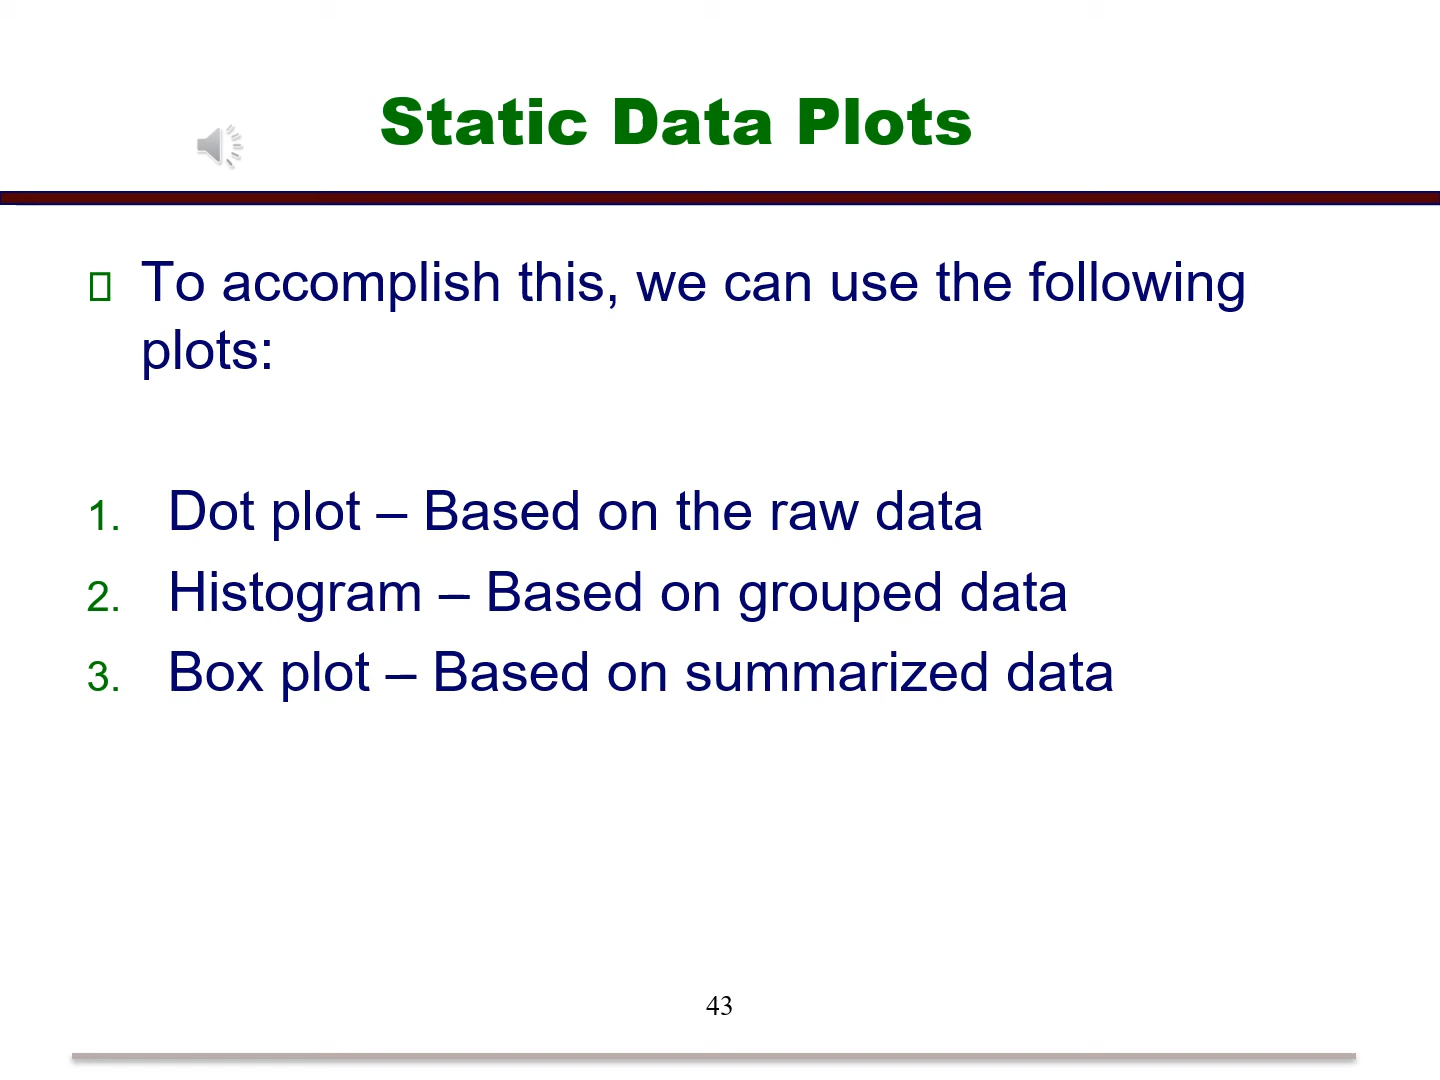 Static Data Plots
To accomplish this, we can use the following
plots:
1. Dot plot – Based on the raw data
2. Histogram – Based on grouped data
3. Box plot – Based on summarized data
43